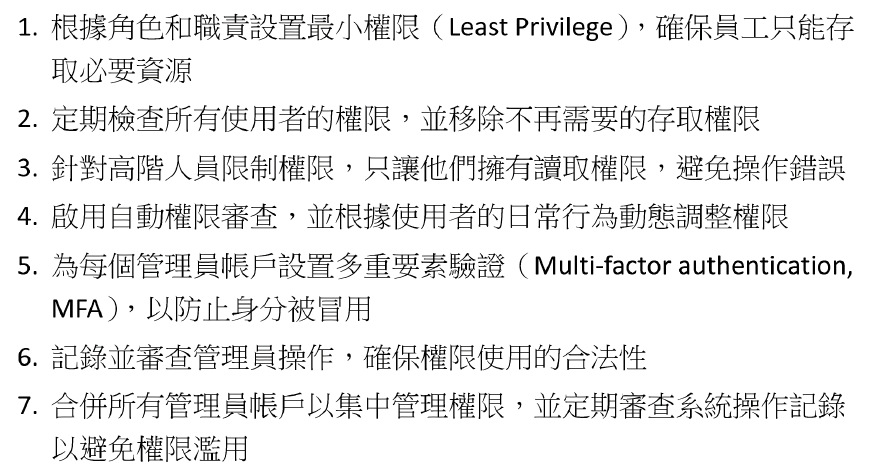 1. 根據角色和職責設置最小權限（Least Privilege），確保員工只能存
取必要資源
2. 定期檢查所有使用者的權限，並移除不再需要的存取權限
3. 針對高階人員限制權限，只讓他們擁有讀取權限，避免操作錯誤
4. 啟用自動權限審查，並根據使用者的日常行為動態調整權限
5. 為每個管理員帳戶設置多重要素驗證（Multi-factor authentication,
MFA），以防止身分被冒用
6. 記錄並審查管理員操作，確保權限使用的合法性
7. 合併所有管理員帳戶以集中管理權限，並定期審查系統操作記錄
以避免權限濫用